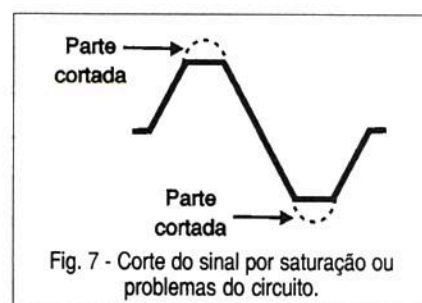 Parte
cortada
Parte
cortada
Fig. 7 - Corte do sinal por saturação ou
problemas do circuito.